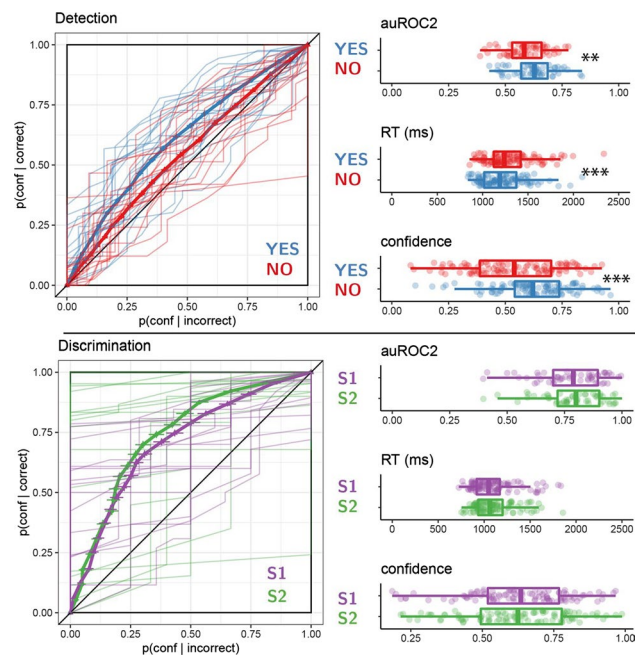 Detection
1.00
0.75
0.50
0.25
0.00
0.00 0.25 0.50 0.75 1.00
p(conf | correct)
p(conf | incorrect)
YES
NO
auROC2
YES
NO
**
0.00 0.25 0.50 0.75 1.00
RT (ms)
YES
NO
***
0 500 1000 1500 2000 2500
confidence
YES
NO
***
0.00 0.25 0.50 0.75 1.00
Discrimination
1.00
0.75
0.50
0.25
0.00
0.00 0.25 0.50 0.75 1.00
p(conf | correct)
p(conf | incorrect)
S1
S2
auROC2
S1
S2
0.00 0.25 0.50 0.75 1.00
RT (ms)
S1
S2
0 500 1000 1500 2000 2500
confidence
S1
S2
0.25 0.50 0.75 1.00